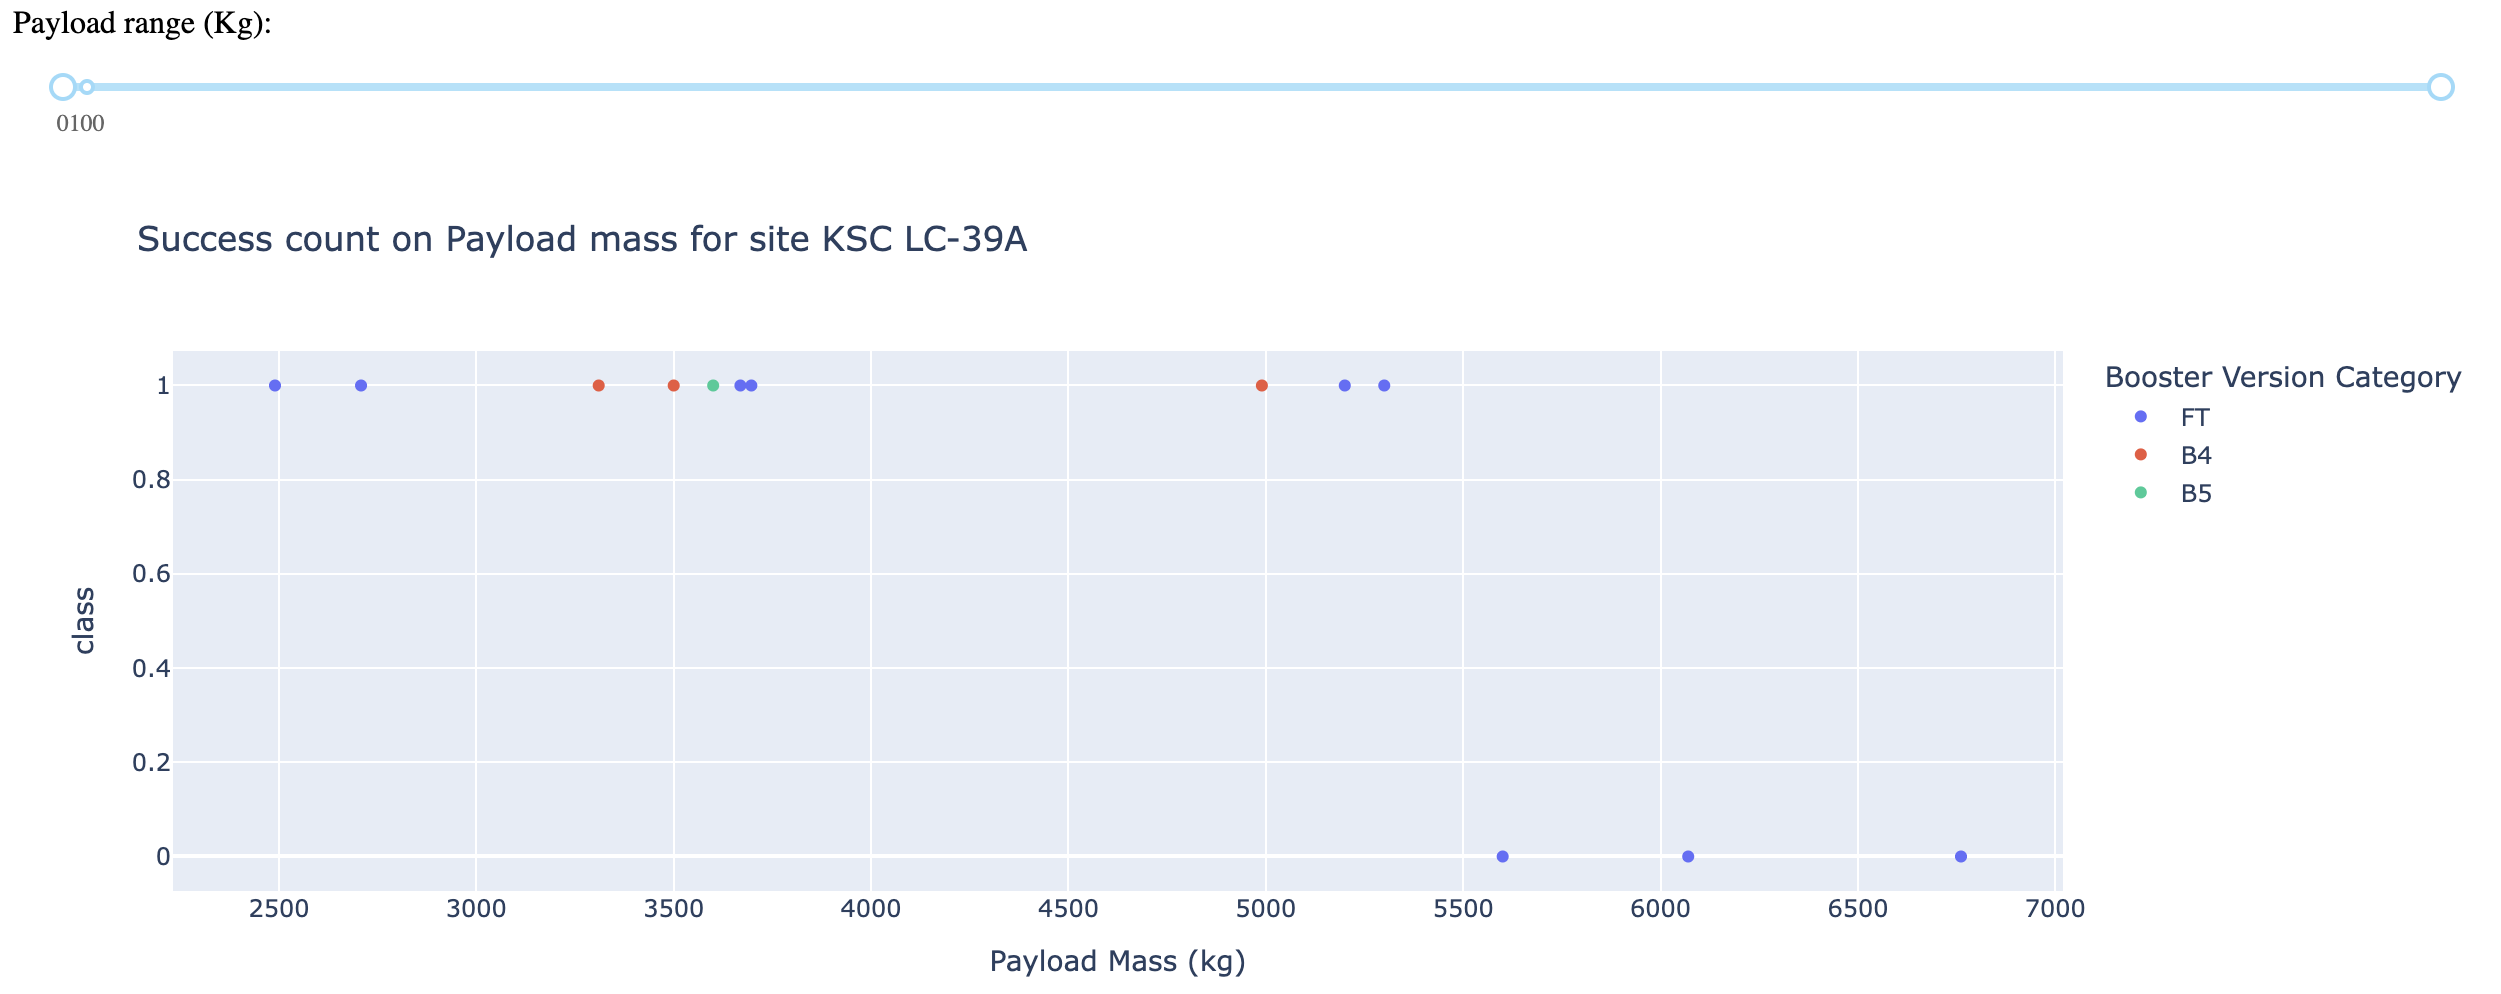 Payload range (Kg):
0100
Success count on Payload mass for site KSC LC-39A
Booster Version Category
FT
B4
B5
1
0.8
0.6
0.4
0.2
0
class
2500 3000 3500 4000 4500 5000 5500 6000 6500 7000
Payload Mass (kg)